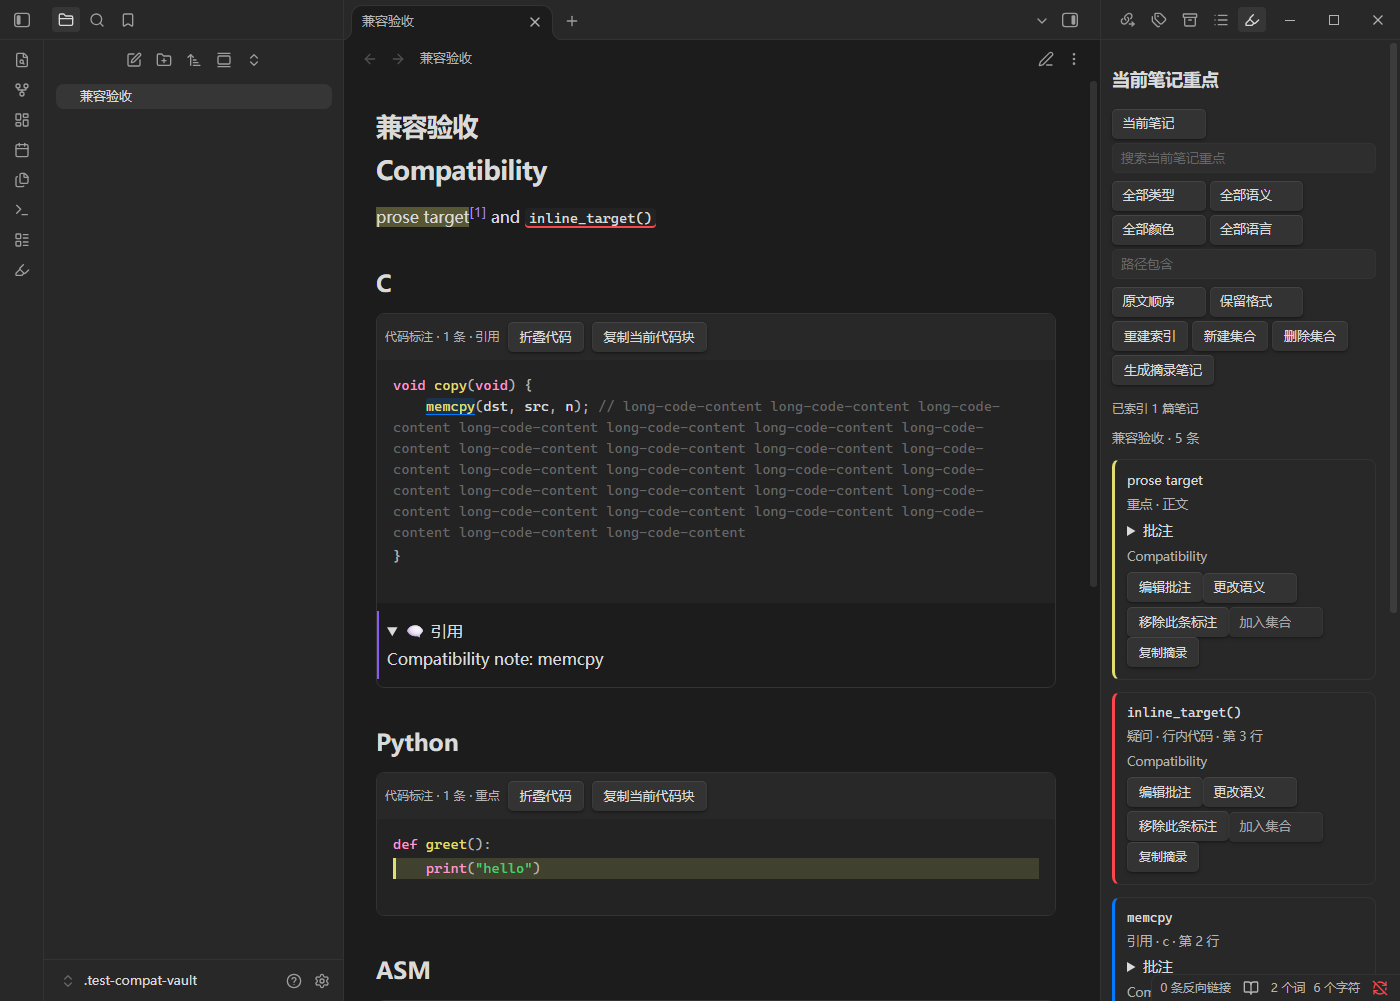 兼容验收
兼容验收
兼容验收
.test-compat-vault
兼容验收
Compatibility
prose target[1] and inline_target()
C
代码标注 · 1 条 · 引用 折叠代码 复制当前代码块
void copy(void) {
    memcpy(dst, src, n); // long-code-content long-code-content long-code-
content long-code-content long-code-content long-code-content long-code-
content long-code-content long-code-content long-code-content long-code-
content long-code-content long-code-content long-code-content long-code-
content long-code-content long-code-content long-code-content long-code-
content long-code-content long-code-content long-code-content long-code-
content long-code-content long-code-content
}
引用
Compatibility note: memcpy
Python
代码标注 · 1 条 · 重点 折叠代码 复制当前代码块
def greet():
    print("hello")
ASM
当前笔记重点
当前笔记
搜索当前笔记重点
全部类型 全部语义
全部颜色 全部语言
路径包含
原文顺序 保留格式
重建索引 新建集合 删除集合
生成摘录笔记
已索引 1 篇笔记
兼容验收 · 5 条
prose target
重点 · 正文
批注
Compatibility
编辑批注 更改语义
移除此条标注 加入集合
复制摘录
inline_target()
疑问 · 行内代码 · 第 3 行
Compatibility
编辑批注 更改语义
移除此条标注 加入集合
复制摘录
memcpy
引用 · c · 第 2 行
批注
0 条反向链接 2 个词 6 个字符